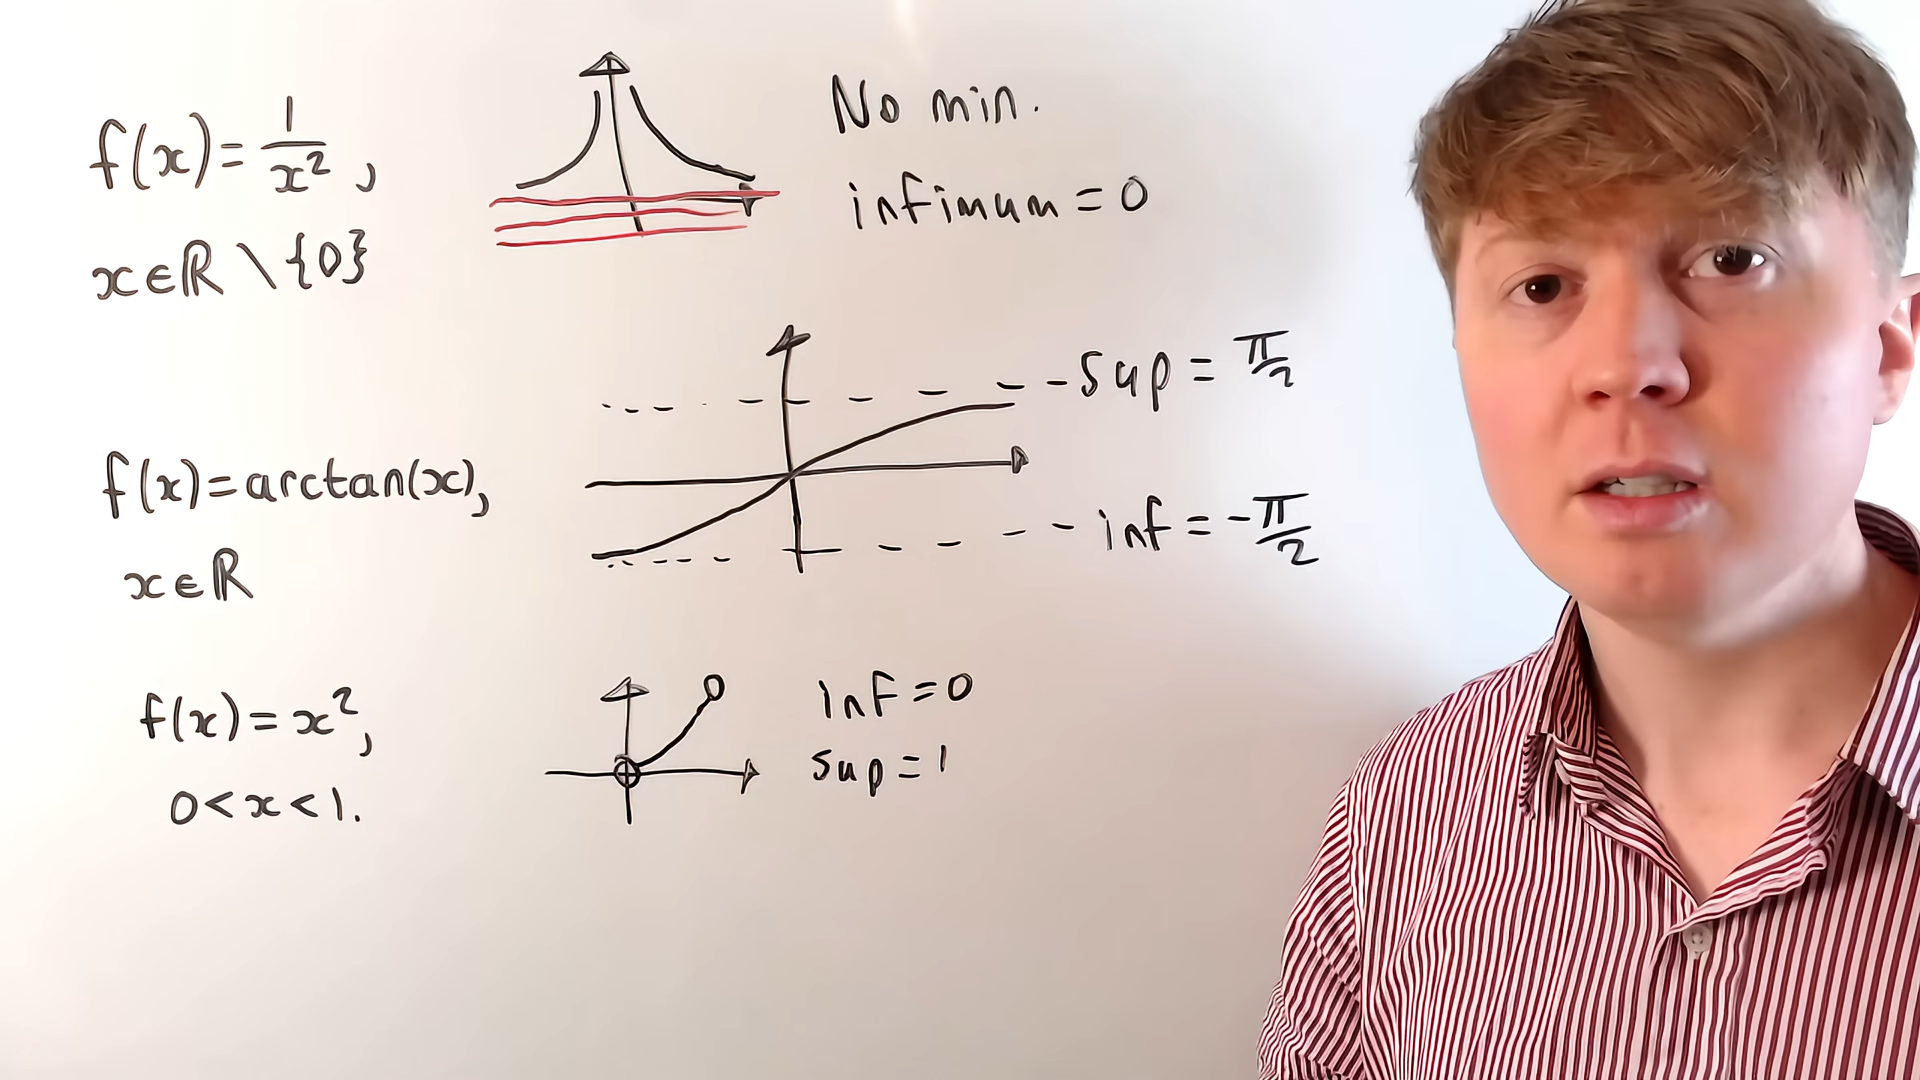 f(x) = 1/x², 
x ∈ ℝ \ {0}
No min.
infimum = 0
f(x) = arctan(x),
x ∈ ℝ
sup = π/2
inf = -π/2
f(x) = x²,
0 < x < 1.
inf = 0
sup = 1